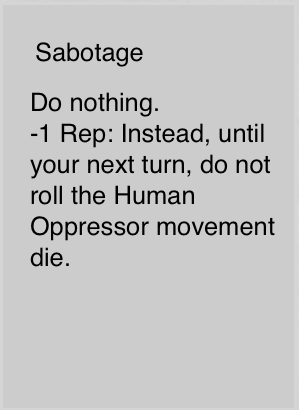 Sabotage
Do nothing.
-1 Rep: Instead, until
your next turn, do not
roll the Human
Oppressor movement
die.